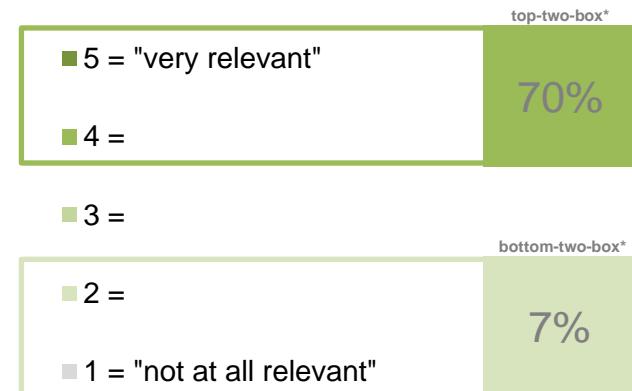 top-two-box*
5 = "very relevant"
70%
4 =
3 =
bottom-two-box*
2 =
7%
1 = "not at all relevant"